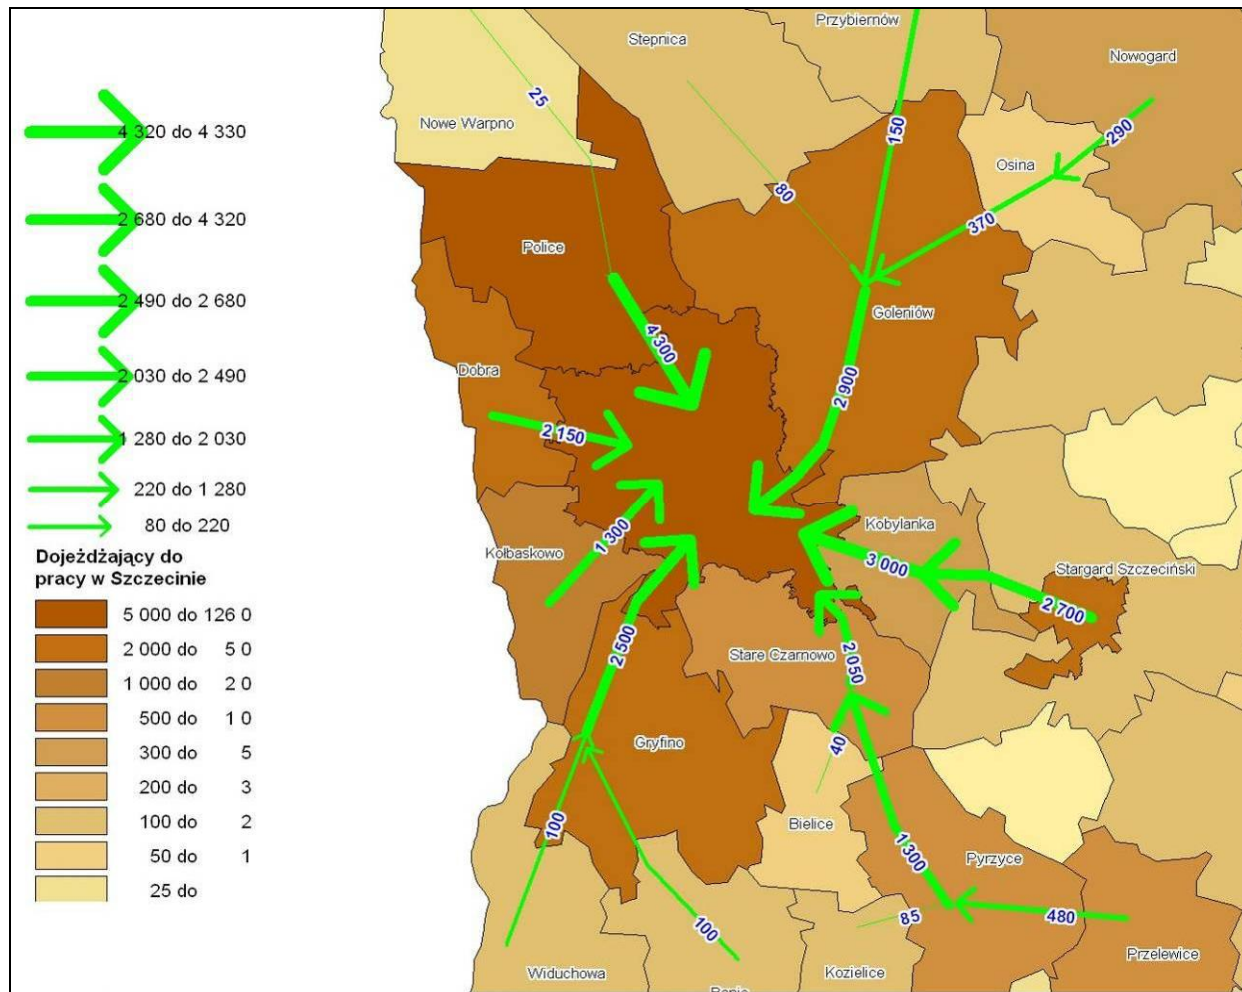 4 320 do 4 330
2 680 do 4 320
2 490 do 2 680
2 030 do 2 490
1 280 do 2 030
220 do 1 280
80 do 220
Dojeżdżający do
pracy w Szczecinie
5 000 do 126 0
2 000 do 5 0
1 000 do 2 0
500 do 1 0
300 do 5
200 do 3
100 do 2
50 do 1
25 do
Przybiernów
Stepnica
Nowogard
25
Nowe Warpno
150
290
Osina
80
370
Police
Goleniów
4 300
Dobra
2 900
2 150
Kobylanka
1 300
Kołbaskowo
3 000
Stargard Szczeciński
2 700
2 500
Stare Czarnowo
2 050
Gryfino
40
100
Bielice
1 300
Pyrzyce
85
480
100
Widuchowa
Kozielice
Przelewice